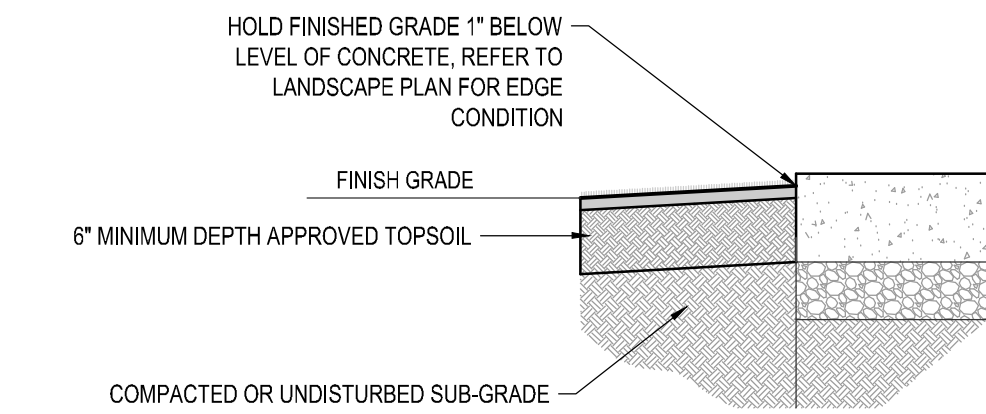 HOLD FINISHED GRADE 1" BELOW
LEVEL OF CONCRETE, REFER TO
LANDSCAPE PLAN FOR EDGE
CONDITION
FINISH GRADE
6" MINIMUM DEPTH APPROVED TOPSOIL
COMPACTED OR UNDISTURBED SUB-GRADE